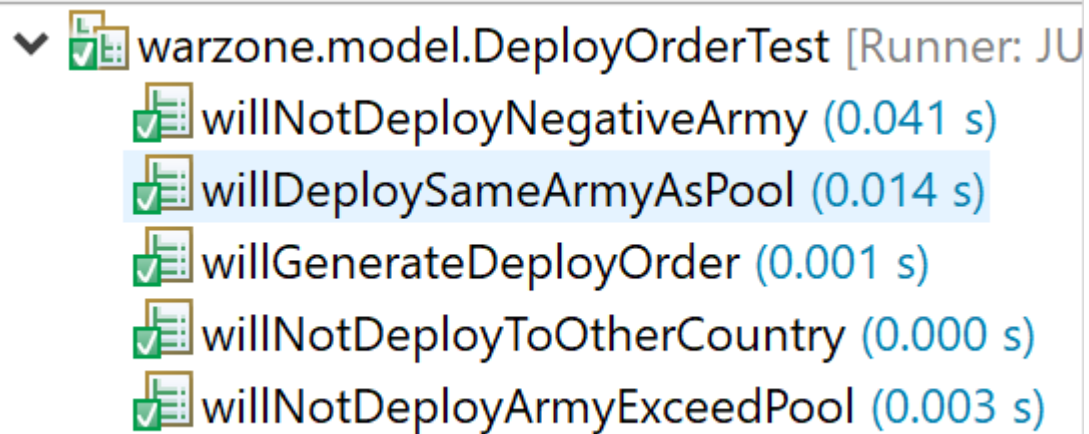 warzone.model.DeployOrderTest [Runner: JU
willNotDeployNegativeArmy (0.041 s)
willDeploySameArmyAsPool (0.014 s)
willGenerateDeployOrder (0.001 s)
willNotDeployToOtherCountry (0.000 s)
willNotDeployArmyExceedPool (0.003 s)